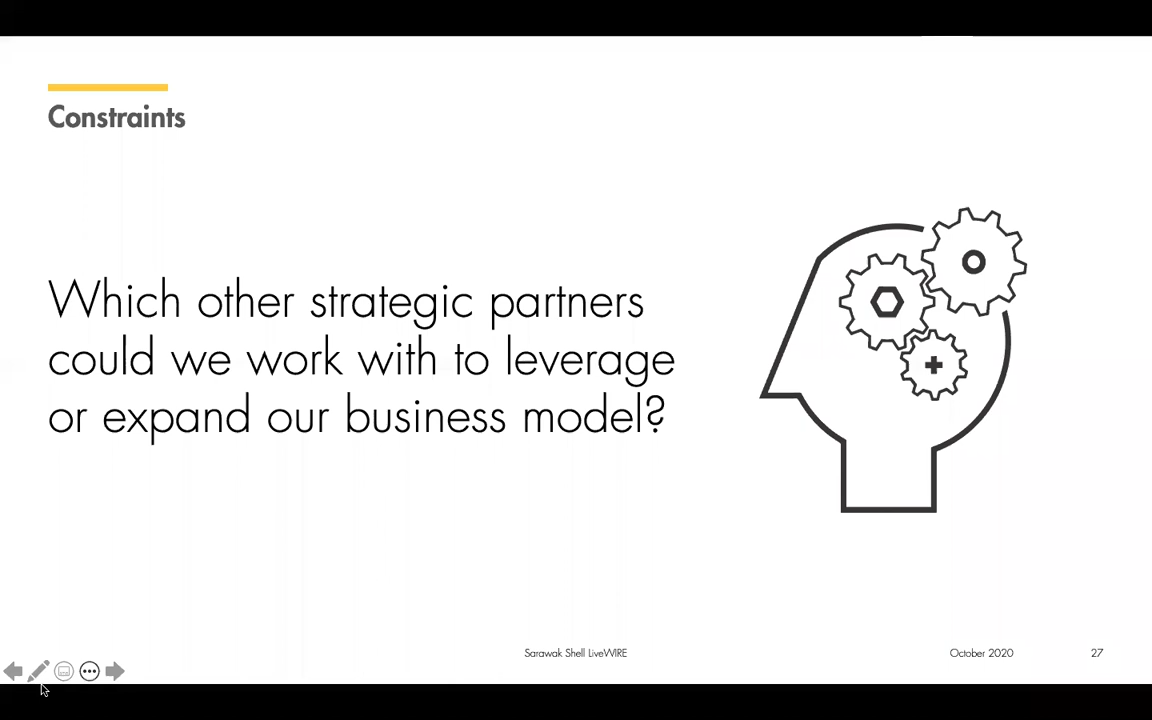 Constraints
Which other strategic partners
could we work with to leverage
or expand our business model?
Sarawak Shell LiveWIRE
October 2020
27